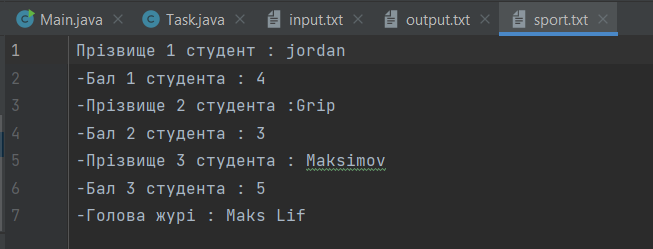 Main.java Task.java input.txt output.txt sport.txt
1 Прізвище 1 студент : jordan
2 -Бал 1 студента : 4
3 -Прізвище 2 студента :Grip
4 -Бал 2 студента : 3
5 -Прізвище 3 студента : Maksimov
6 -Бал 3 студента : 5
7 -Голова журі : Maks Lif